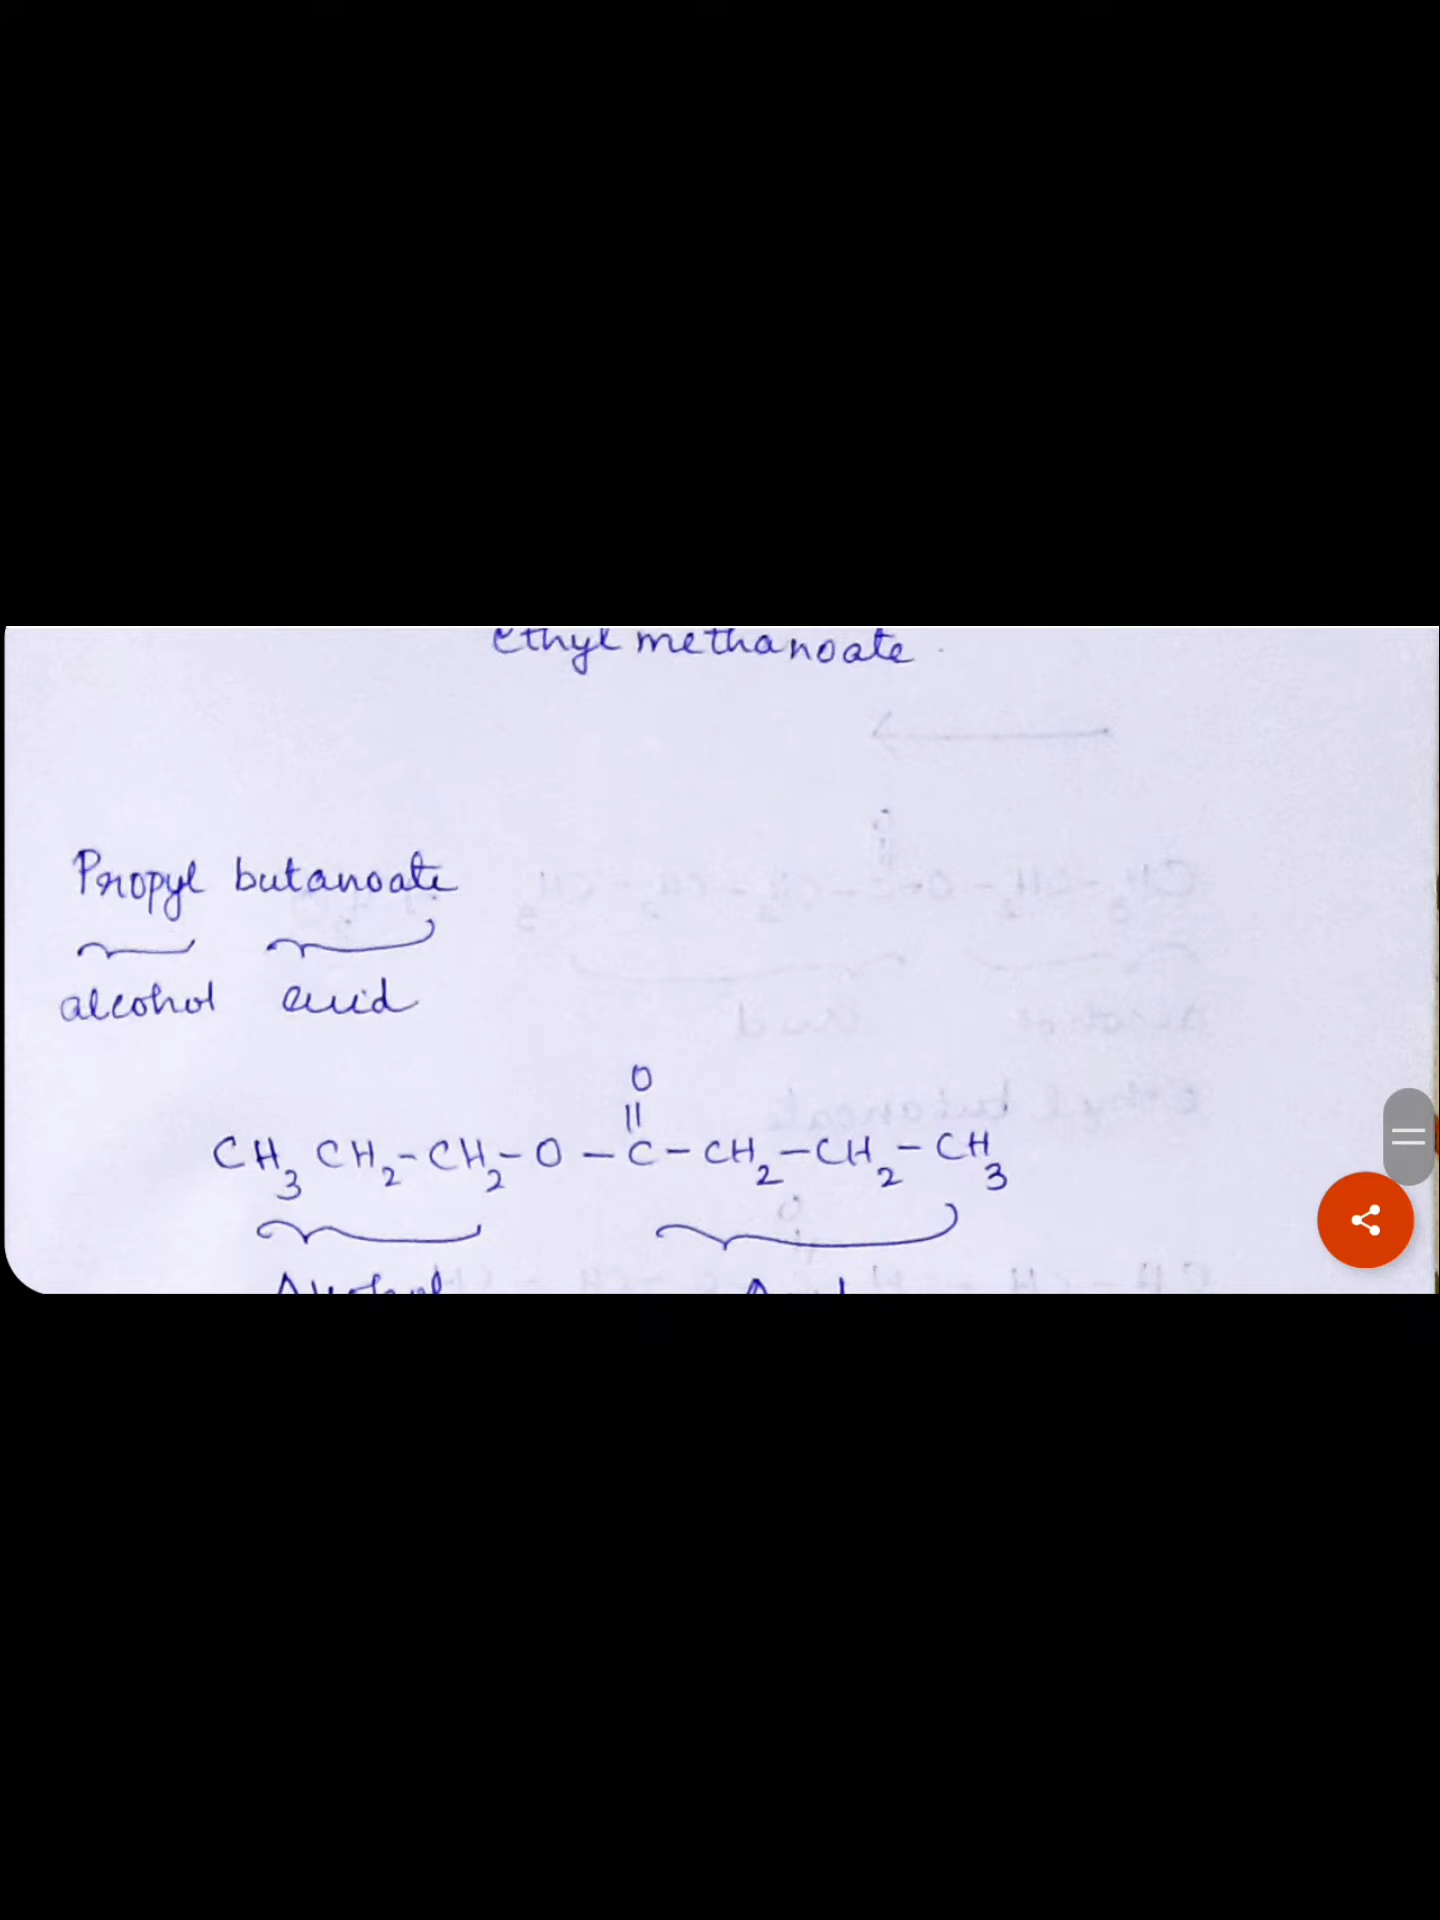 ethyl methanoate
Propyl butanoate
alcohol acid
O
||
CH3 CH2-CH2-O-C-CH2-CH2-CH3